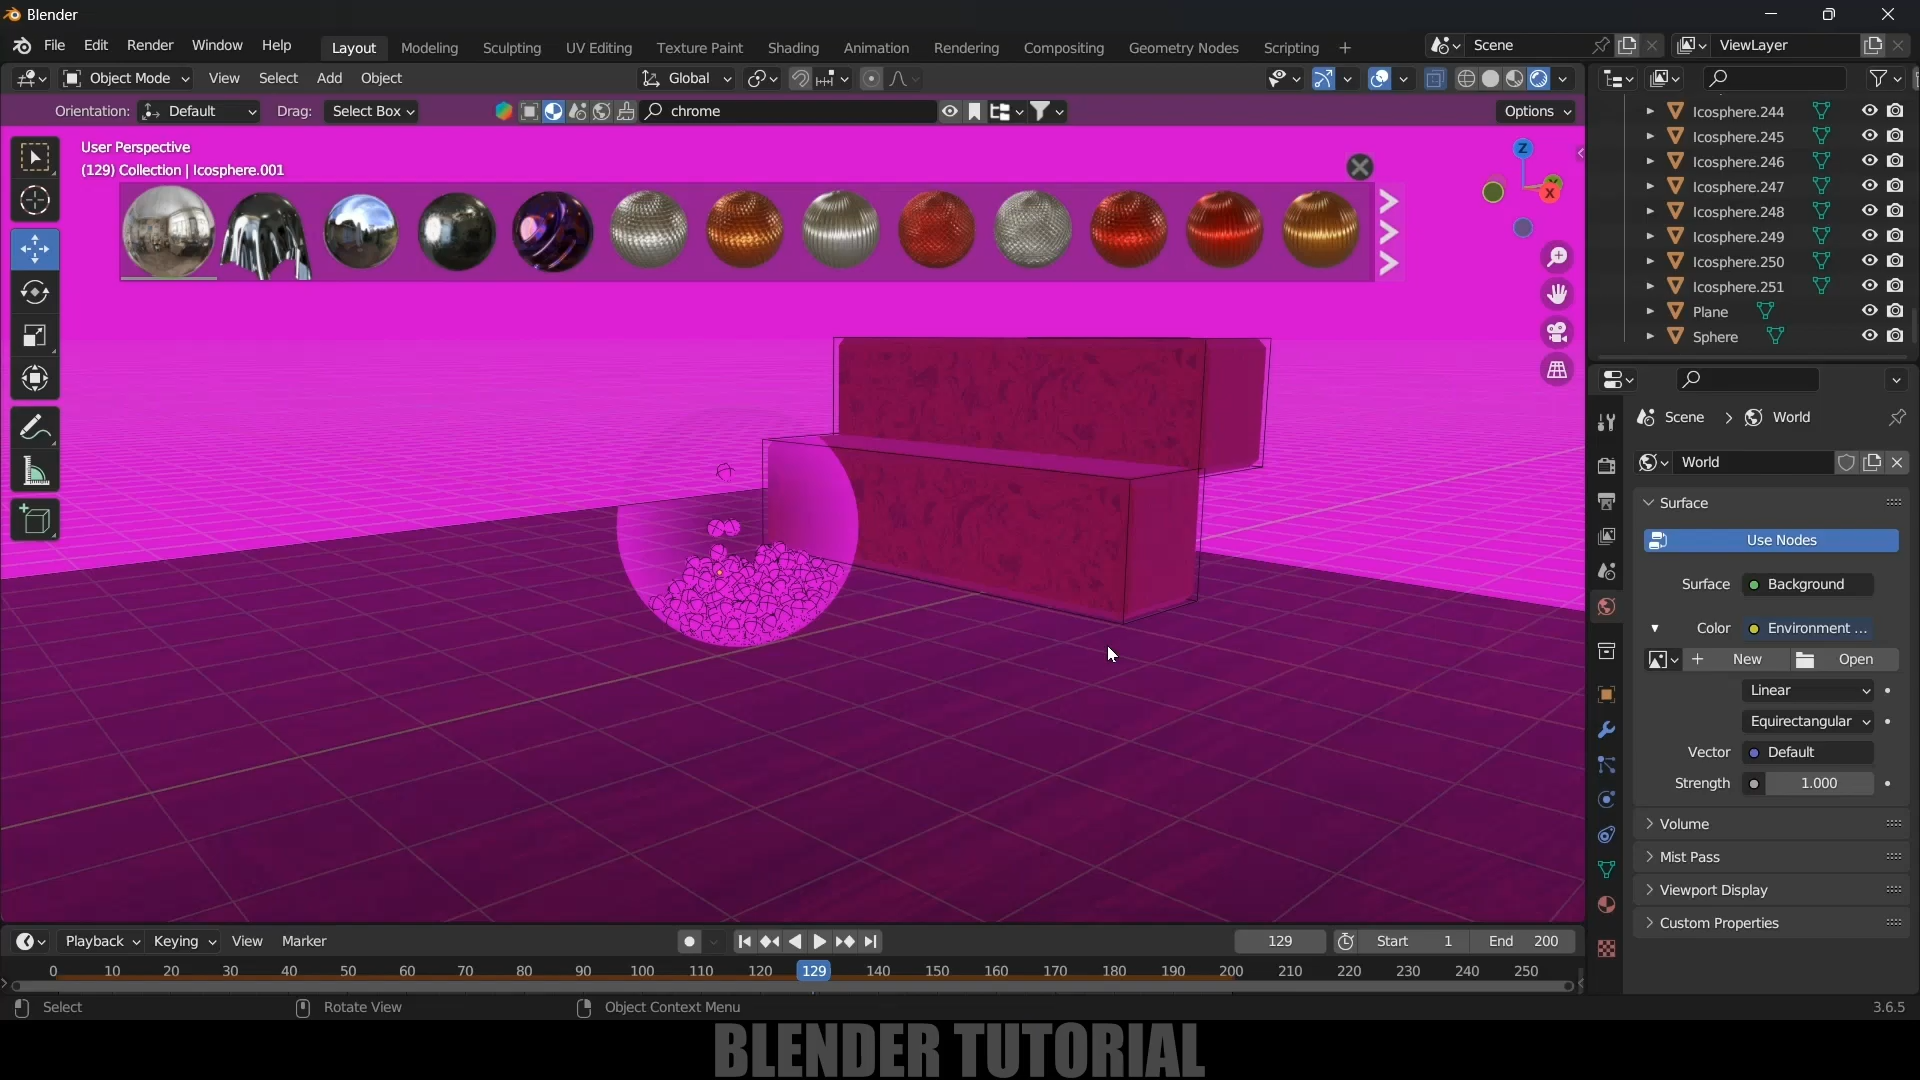 Blender
File Edit Render Window Help
Layout Modeling Sculpting UV Editing Texture Paint Shading Animation Rendering Compositing Geometry Nodes Scripting +
Scene
ViewLayer
Object Mode View Select Add Object
Global
Orientation: Default Drag: Select Box
chrome
Options
User Perspective
(129) Collection | Icosphere.001
Z
X
Icosphere.244
Icosphere.245
Icosphere.246
Icosphere.247
Icosphere.248
Icosphere.249
Icosphere.250
Icosphere.251
Plane
Sphere
Scene > World
World
Surface
Use Nodes
Surface Background
Color Environment ...
+ New Open
Linear
Equirectangular
Vector Default
Strength 1.000
Volume
Mist Pass
Viewport Display
Custom Properties
Playback Keying View Marker
129 Start 1 End 200
0 10 20 30 40 50 60 70 80 90 100 110 120 129 140 150 160 170 180 190 200 210 220 230 240 250
Select Rotate View Object Context Menu
3.6.5
BLENDER TUTORIAL